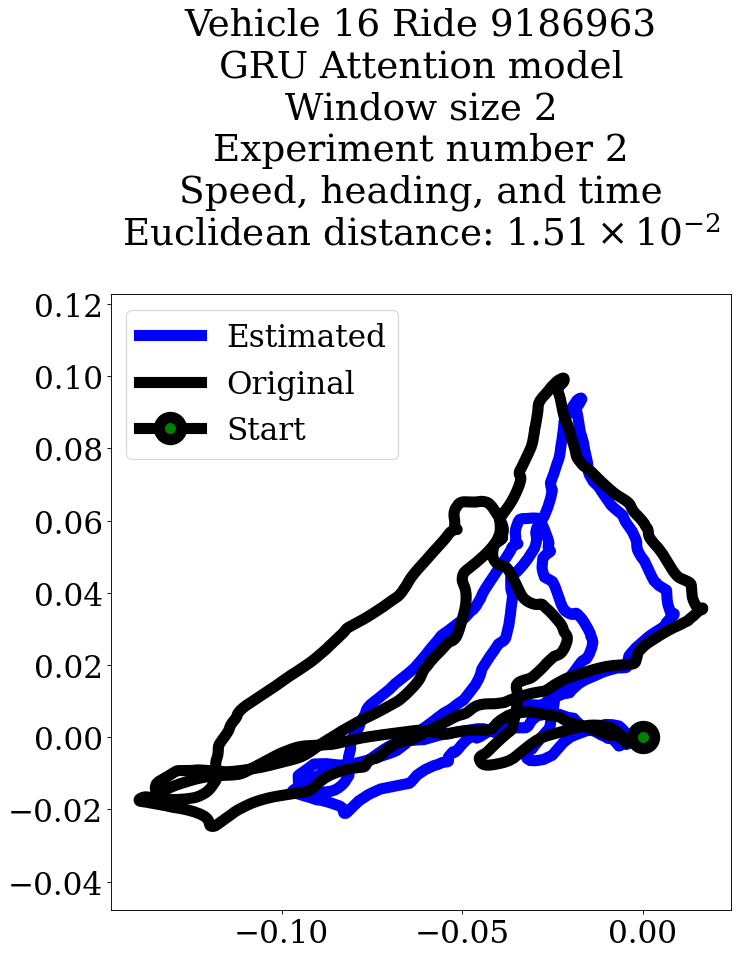 Vehicle 16 Ride 9186963
GRU Attention model
Window size 2
Experiment number 2
Speed, heading, and time
Euclidean distance: 1.51 × 10⁻²
0.12
0.10
0.08
0.06
0.04
0.02
0.00
−0.02
−0.04
Estimated
Original
Start
−0.10
−0.05
0.00